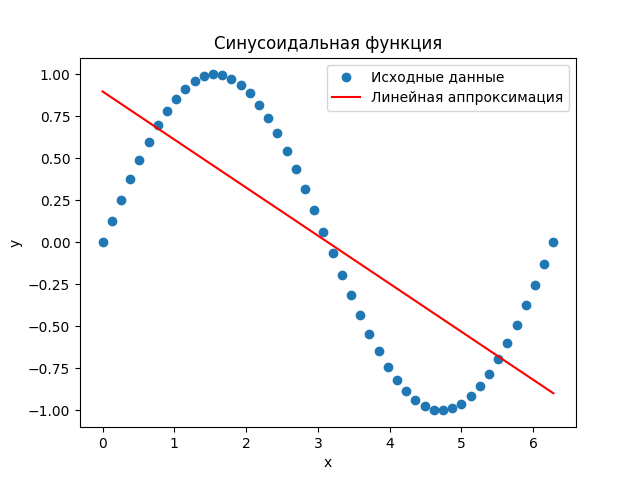 Синусоидальная функция
Исходные данные
Линейная аппроксимация
1.00
0.75
0.50
0.25
0.00
−0.25
−0.50
−0.75
−1.00
y
0 1 2 3 4 5 6
x